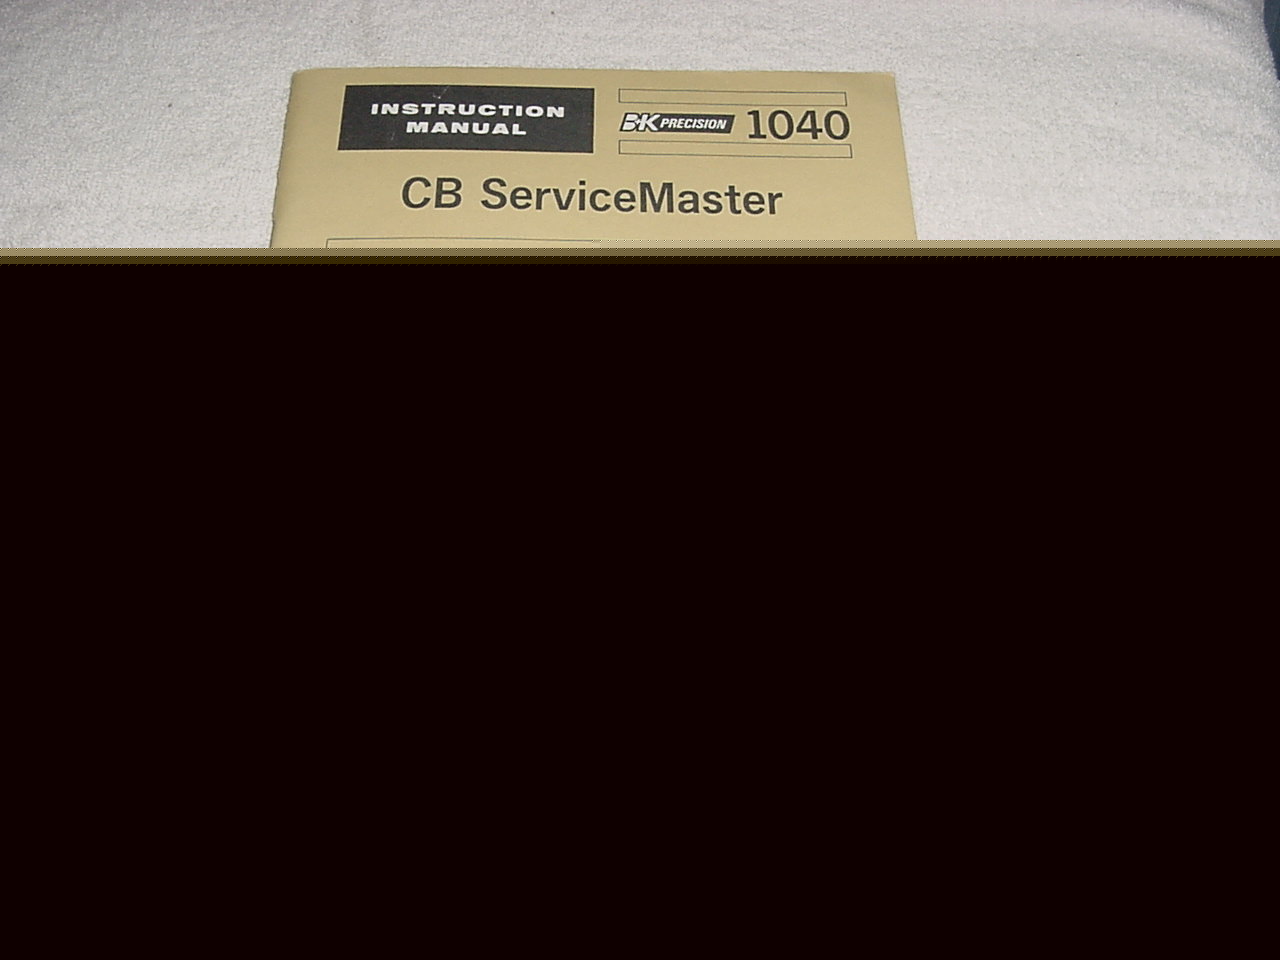 INSTRUCTION
MANUAL
B+K PRECISION 1040
CB ServiceMaster